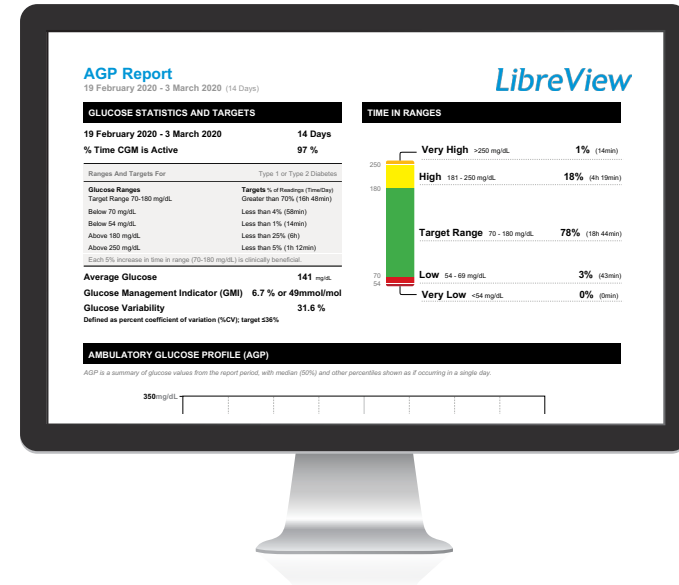 AGP Report
LibreView
19 February 2020 - 3 March 2020 (14 Days)
GLUCOSE STATISTICS AND TARGETS
19 February 2020 - 3 March 2020 14 Days
% Time CGM is Active 97 %
Ranges And Targets For Type 1 or Type 2 Diabetes
Glucose Ranges Targets % of Readings (Time/Day)
Target Range 70-180 mg/dL Greater than 70% (16h 48min)
Below 70 mg/dL Less than 4% (58min)
Below 54 mg/dL Less than 1% (14min)
Above 180 mg/dL Less than 25% (6h)
Above 250 mg/dL Less than 5% (1h 12min)
Each 5% increase in time in range (70-180 mg/dL) is clinically beneficial.
Average Glucose 141 mg/dL
Glucose Management Indicator (GMI) 6.7 % or 49mmol/mol
Glucose Variability 31.6 %
Defined as percent coefficient of variation (%CV); target ≤36%
TIME IN RANGES
Very High >250 mg/dL 1% (14min)
250
High 181 - 250 mg/dL 18% (4h 19min)
180
Target Range 70 - 180 mg/dL 78% (18h 44min)
70 Low 54 - 69 mg/dL 3% (43min)
54
Very Low <54 mg/dL 0% (0min)
AMBULATORY GLUCOSE PROFILE (AGP)
AGP is a summary of glucose values from the report period, with median (50%) and other percentiles shown as if occurring in a single day.
350mg/dL